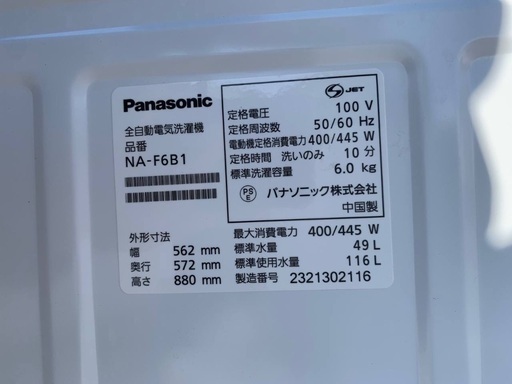 Panasonic
全自動電気洗濯機
品番
NA-F6B1
外形寸法
幅 562 mm
奥行 572 mm
高さ 880 mm
JET
定格電圧 100 V
定格周波数 50/60 Hz
電動機定格消費電力 400/445 W
定格時間 洗いのみ 10 分
標準洗濯容量 6.0 kg
PS
E
パナソニック株式会社
中国製
最大消費電力 400/445 W
標準水量 49 L
標準使用水量 116 L
製造番号 2321302116